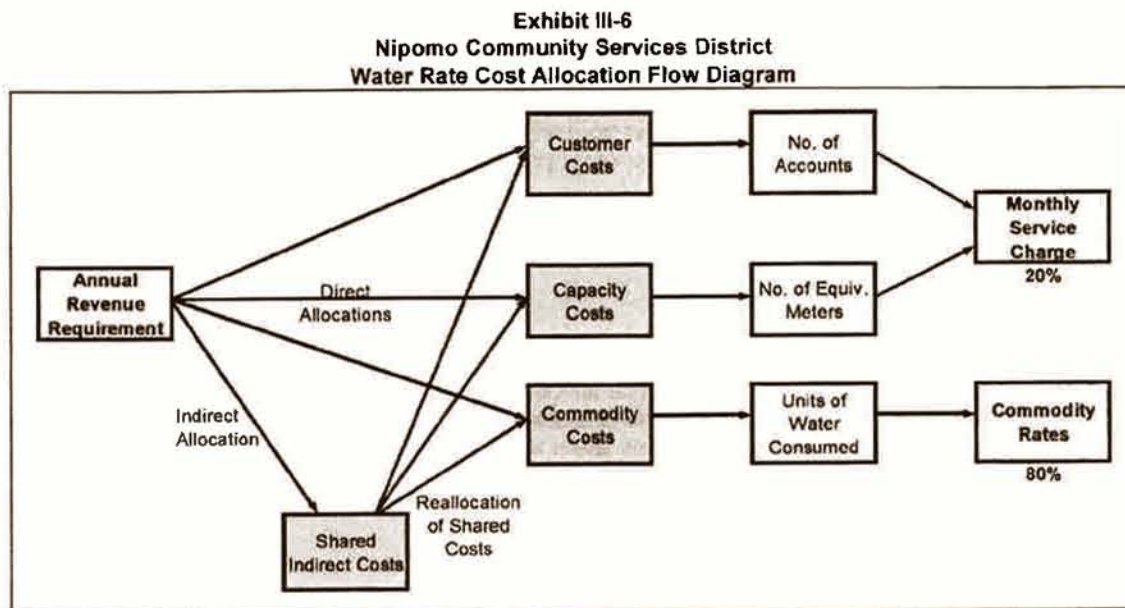 Exhibit III-6
Nipomo Community Services District
Water Rate Cost Allocation Flow Diagram
Customer
Costs
No. of
Accounts
Monthly
Service
Charge
20%
Annual
Revenue
Requirement
Direct
Allocations
Capacity
Costs
No. of Equiv.
Meters
Indirect
Allocation
Commodity
Costs
Units of
Water
Consumed
Commodity
Rates
80%
Reallocation
of Shared
Costs
Shared
Indirect Costs